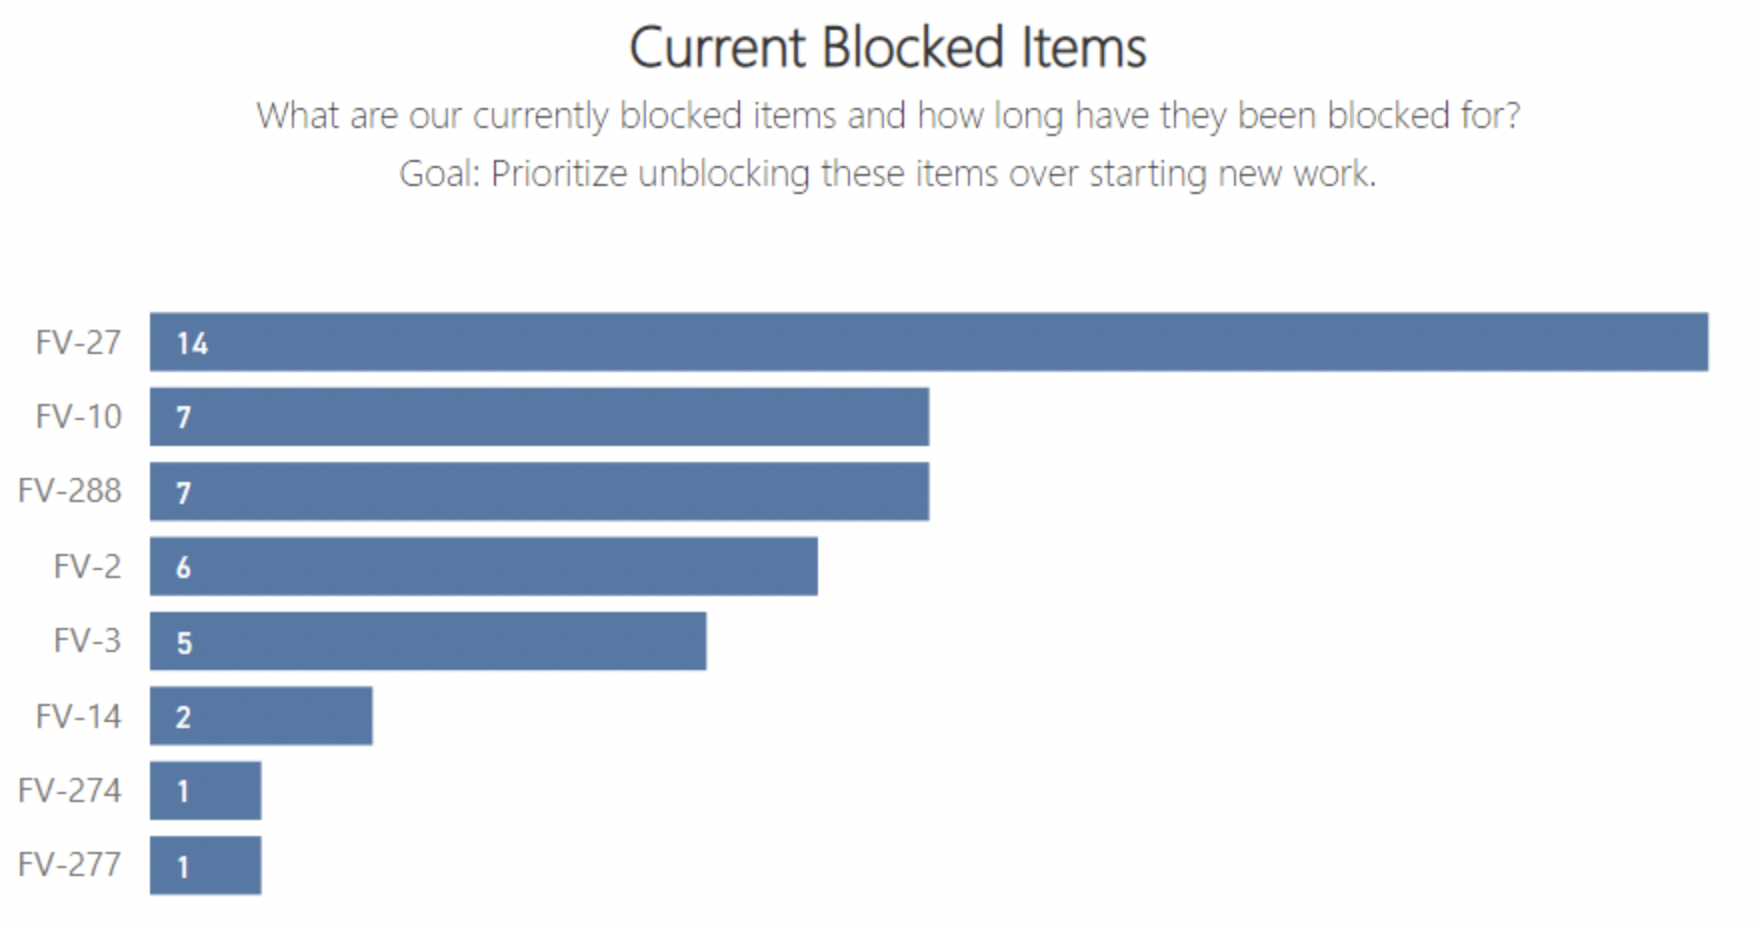 Current Blocked Items
What are our currently blocked items and how long have they been blocked for?
Goal: Prioritize unblocking these items over starting new work.
FV-27 14
FV-10 7
FV-288 7
FV-2 6
FV-3 5
FV-14 2
FV-274 1
FV-277 1